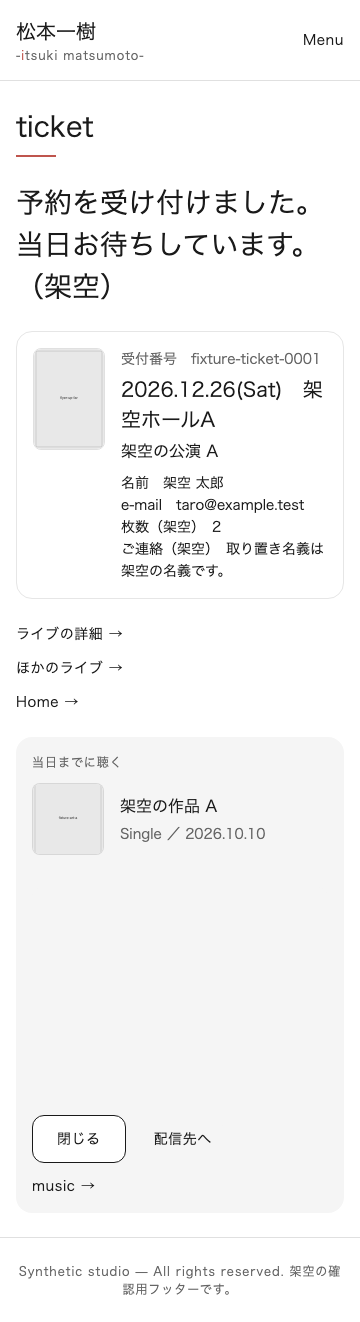 松本一樹
-itsuki matsumoto-
Menu
ticket
予約を受け付けました。
当日お待ちしています。
（架空）
受付番号　fixture-ticket-0001
2026.12.26(Sat)　架
空ホールA
架空の公演 A
名前　架空 太郎
e-mail　taro@example.test
枚数（架空）　2
ご連絡（架空）　取り置き名義は
架空の名義です。
ライブの詳細 →
ほかのライブ →
Home →
当日までに聴く
架空の作品 A
Single ／ 2026.10.10
閉じる
配信先へ
music →
Synthetic studio — All rights reserved. 架空の確
認用フッターです。